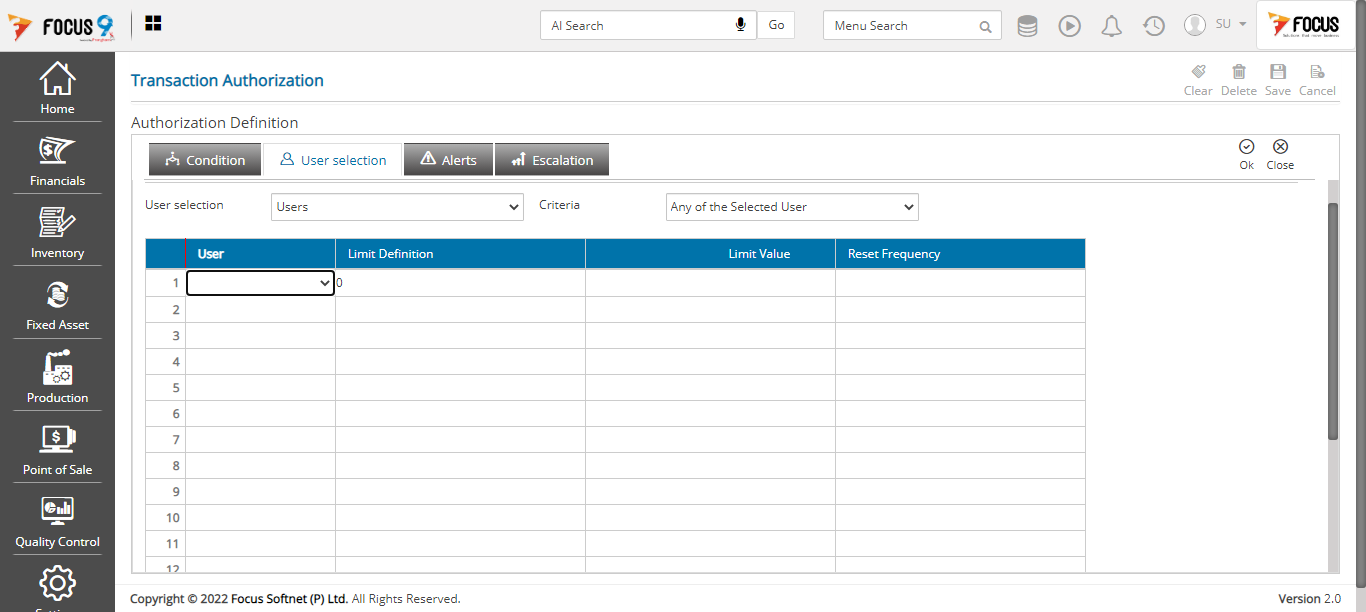 FOCUS 9
AI Search
Go
Menu Search
SU
FOCUS
Transaction Authorization
Clear
Delete
Save
Cancel
Authorization Definition
Condition
User selection
Alerts
Escalation
Ok
Close
User selection
Users
Criteria
Any of the Selected User
User
Limit Definition
Limit Value
Reset Frequency
1
0
2
3
4
5
6
7
8
9
10
11
12
Home
Financials
Inventory
Fixed Asset
Production
Point of Sale
Quality Control
Copyright © 2022 Focus Softnet (P) Ltd. All Rights Reserved.
Version 2.0